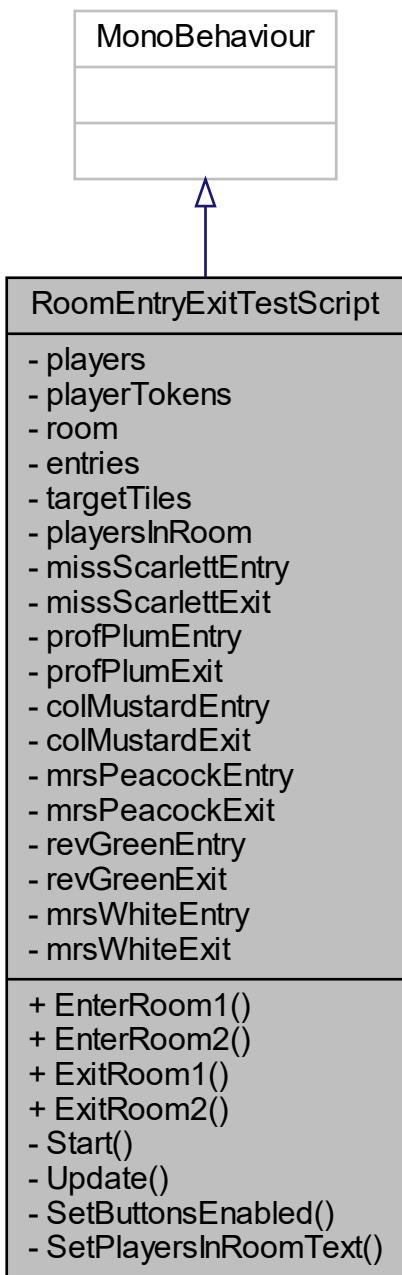 MonoBehaviour
RoomEntryExitTestScript
- players
- playerTokens
- room
- entries
- targetTiles
- playersInRoom
- missScarlettEntry
- missScarlettExit
- profPlumEntry
- profPlumExit
- colMustardEntry
- colMustardExit
- mrsPeacockEntry
- mrsPeacockExit
- revGreenEntry
- revGreenExit
- mrsWhiteEntry
- mrsWhiteExit
+ EnterRoom1()
+ EnterRoom2()
+ ExitRoom1()
+ ExitRoom2()
- Start()
- Update()
- SetButtonsEnabled()
- SetPlayersInRoomText()